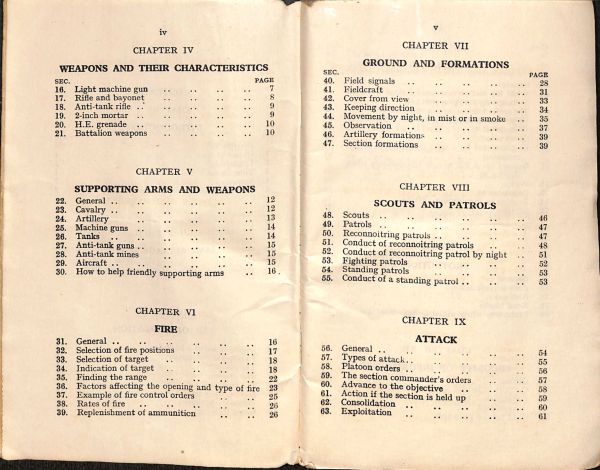 iv
CHAPTER IV
WEAPONS AND THEIR CHARACTERISTICS
SEC. PAGE
16. Light machine gun .. .. .. .. 7
17. Rifle and bayonet .. .. .. .. 8
18. Anti-tank rifle .. .. .. .. .. 9
19. 2-inch mortar .. .. .. .. .. 9
20. H.E. grenade .. .. .. .. .. 10
21. Battalion weapons .. .. .. .. 10
CHAPTER V
SUPPORTING ARMS AND WEAPONS
22. General .. .. .. .. .. .. 12
23. Cavalry .. .. .. .. .. .. 12
24. Artillery .. .. .. .. .. 13
25. Machine guns .. .. .. .. .. 14
26. Tanks .. .. .. .. .. .. 14
27. Anti-tank guns .. .. .. .. .. 15
28. Anti-tank mines .. .. .. .. 15
29. Aircraft .. .. .. .. .. .. 15
30. How to help friendly supporting arms .. 16
CHAPTER VI
FIRE
31. General .. .. .. .. .. .. 16
32. Selection of fire positions .. .. .. 17
33. Selection of target .. .. .. .. 18
34. Indication of target .. .. .. .. 18
35. Finding the range .. .. .. .. 22
36. Factors affecting the opening and type of fire 23
37. Example of fire control orders .. .. 25
38. Rates of fire .. .. .. .. .. 26
39. Replenishment of ammunition .. .. .. 26
v
CHAPTER VII
GROUND AND FORMATIONS
SEC. PAGE
40. Field signals .. .. .. .. .. 28
41. Fieldcraft .. .. .. .. .. 31
42. Cover from view .. .. .. .. 33
43. Keeping direction .. .. .. .. 34
44. Movement by night, in mist or in smoke .. 35
45. Observation .. .. .. .. .. 37
46. Artillery formations .. .. .. .. 39
47. Section formations .. .. .. .. 39
CHAPTER VIII
SCOUTS AND PATROLS
48. Scouts .. .. .. .. .. .. 46
49. Patrols .. .. .. .. .. .. 47
50. Reconnoitring patrols .. .. .. .. 47
51. Conduct of reconnoitring patrols .. .. 48
52. Conduct of reconnoitring patrol by night .. 51
53. Fighting patrols .. .. .. .. 52
54. Standing patrols .. .. .. .. 53
55. Conduct of a standing patrol .. .. .. 53
CHAPTER IX
ATTACK
56. General .. .. .. .. .. .. 54
57. Types of attack .. .. .. .. .. 55
58. Platoon orders .. .. .. .. .. 56
59. The section commander's orders .. .. 57
60. Advance to the objective .. .. .. 58
61. Action if the section is held up .. .. 59
62. Consolidation .. .. .. .. .. 60
63. Exploitation .. .. .. .. .. 61